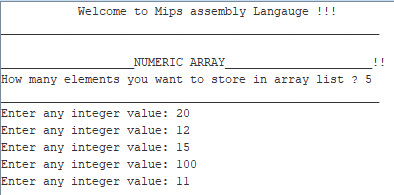 Welcome to Mips assembly Langauge !!!
______________________________________________________
___________________NUMERIC ARRAY_____________________!!
How many elements you want to store in array list ? 5
______________________________________________________
Enter any integer value: 20
Enter any integer value: 12
Enter any integer value: 15
Enter any integer value: 100
Enter any integer value: 11